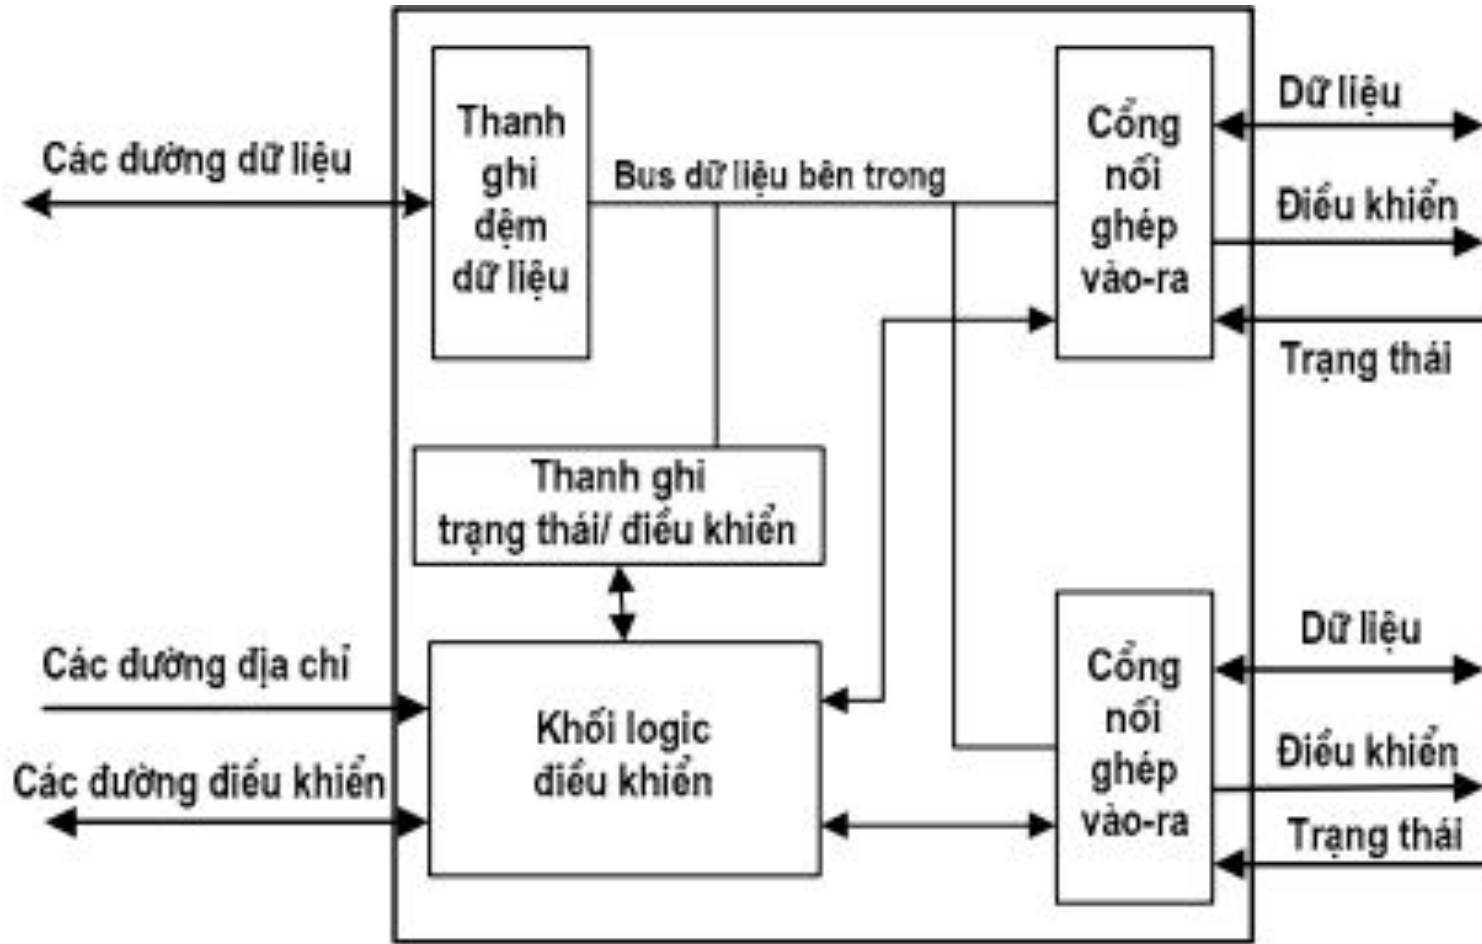 Các đường dữ liệu
Thanh
ghi
đệm
dữ liệu
Bus dữ liệu bên trong
Cổng
nối
ghép
vào-ra
Dữ liệu
Điều khiển
Trạng thái
Thanh ghi
trạng thái/ điều khiển
Các đường địa chỉ
Các đường điều khiển
Khối logic
điều khiển
Cổng
nối
ghép
vào-ra
Dữ liệu
Điều khiển
Trạng thái